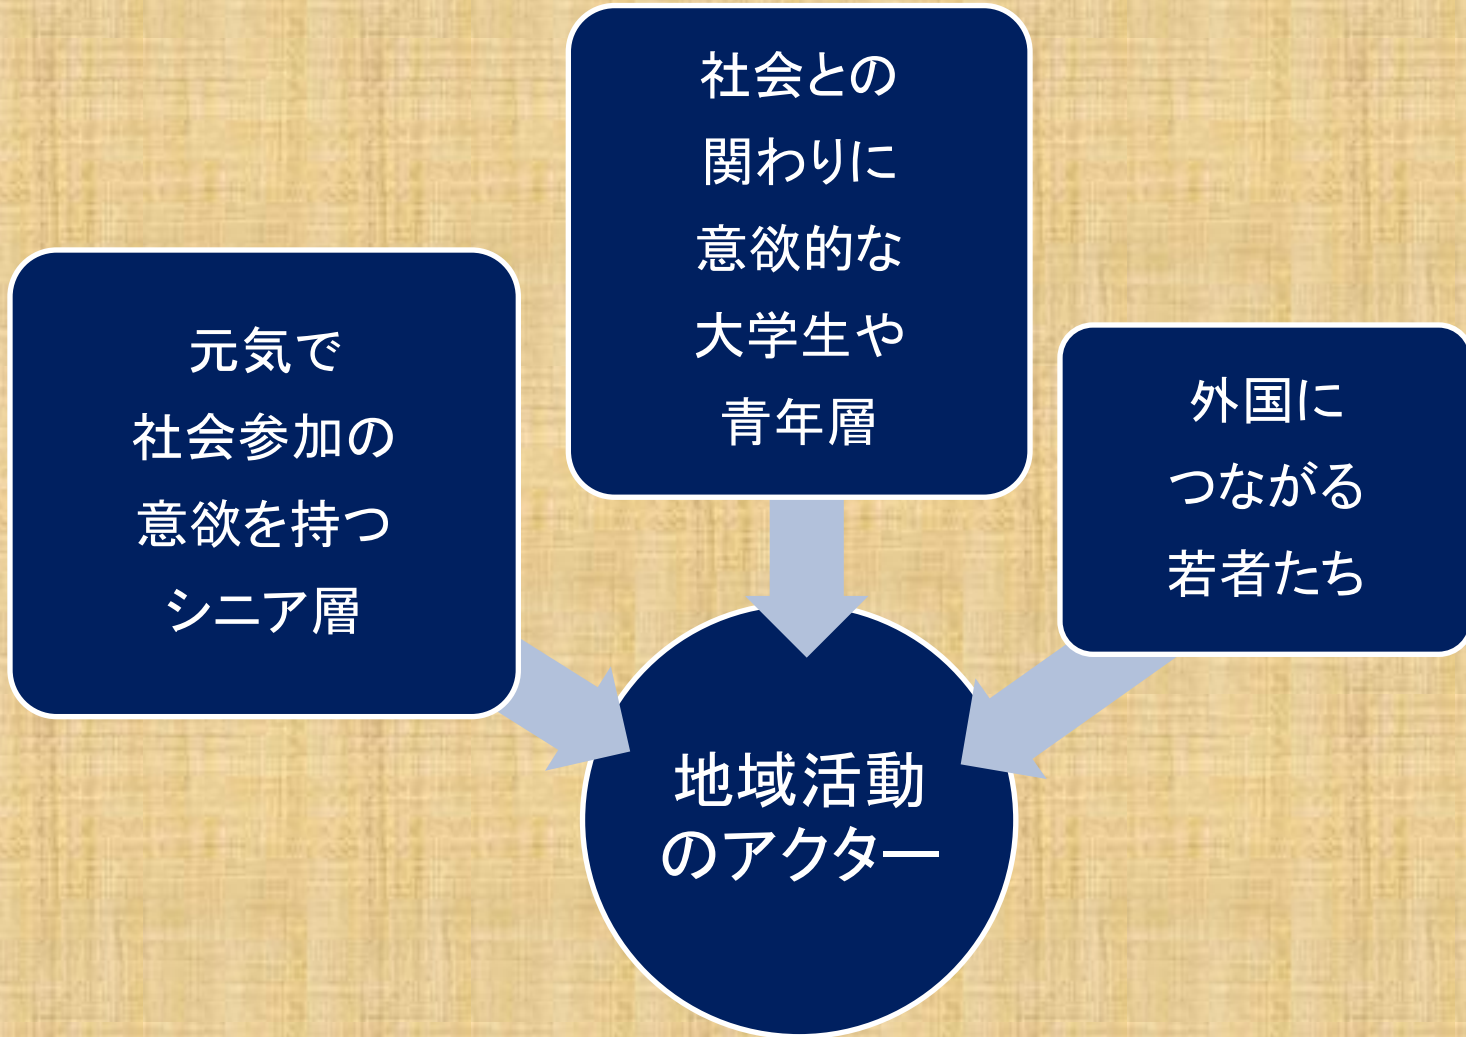 元気で
社会参加の
意欲を持つ
シニア層
社会との
関わりに
意欲的な
大学生や
青年層
外国に
つながる
若者たち
地域活動
のアクター